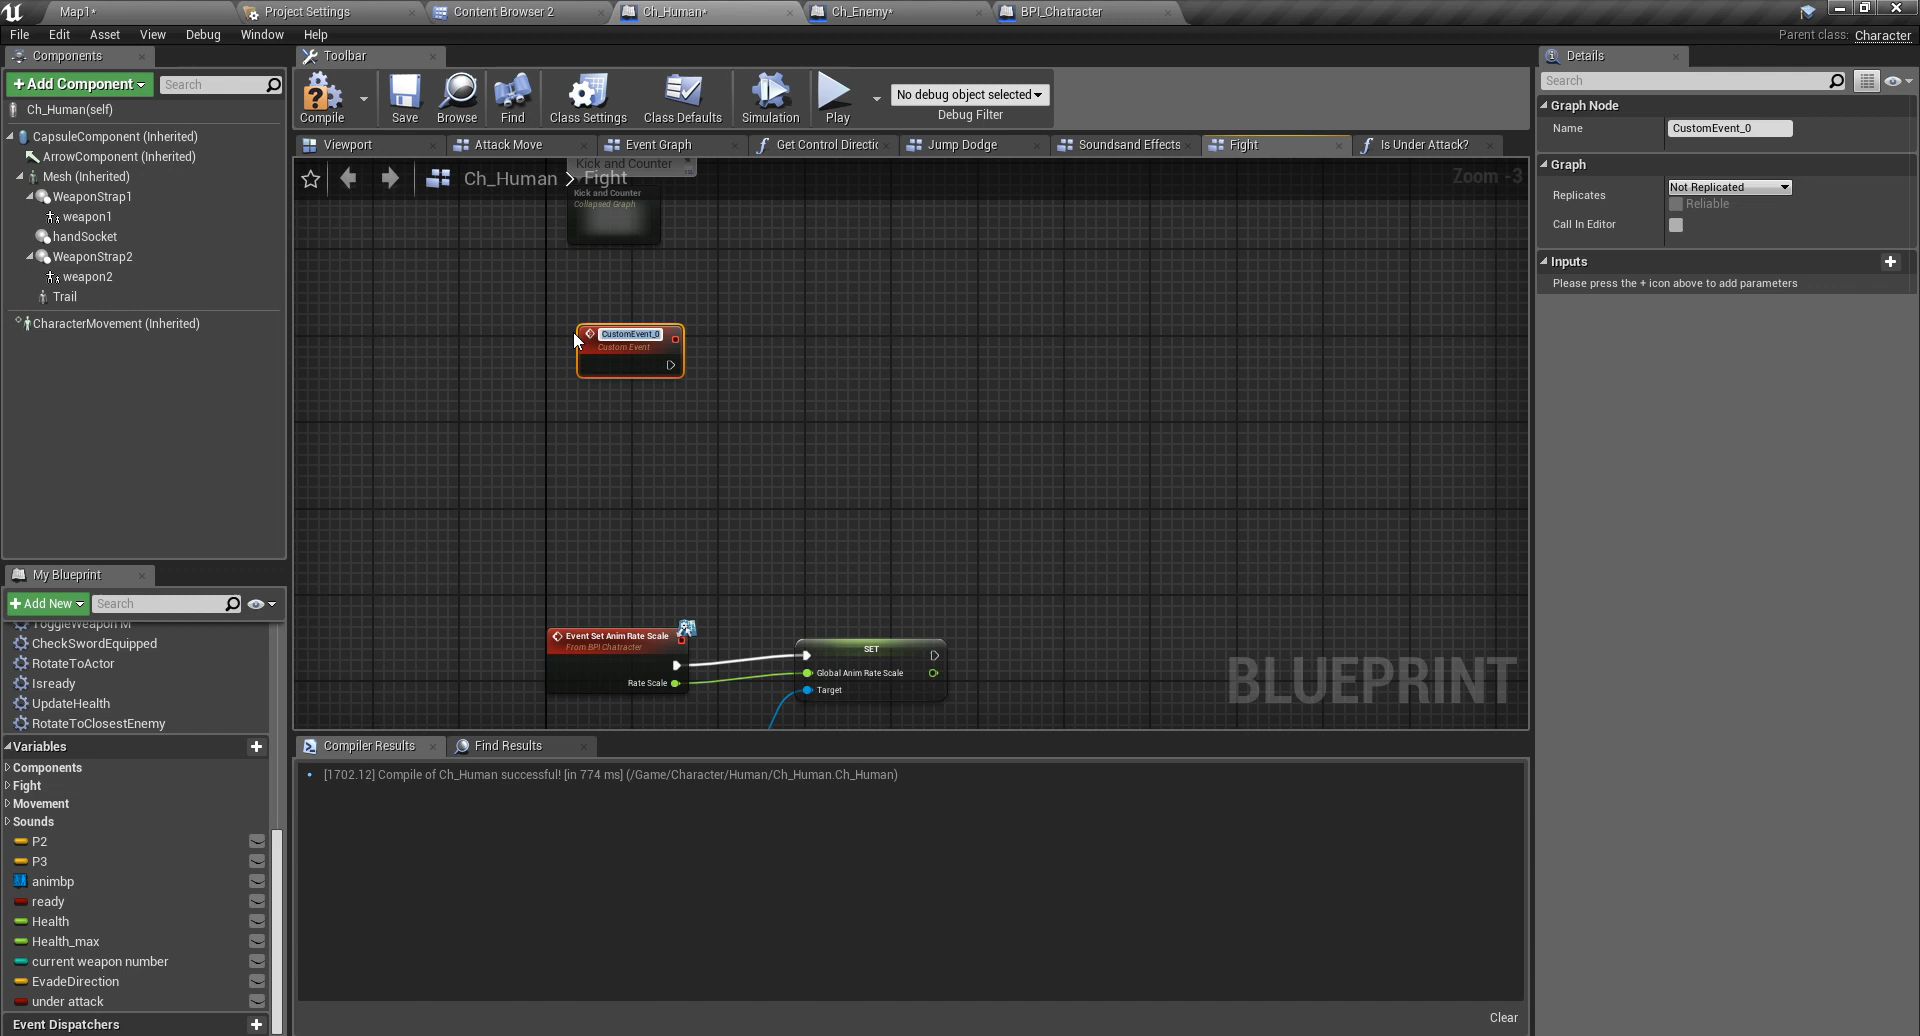 Map1*
Project Settings
Content Browser 2
Ch_Human*
Ch_Enemy*
BPI_Chatracter
File
Edit
Asset
View
Debug
Window
Help
Parent class: Character
Components
Toolbar
Details
+Add Component
Search
Ch_Human(self)
CapsuleComponent (Inherited)
ArrowComponent (Inherited)
Mesh (Inherited)
WeaponStrap1
weapon1
handSocket
WeaponStrap2
weapon2
Trail
CharacterMovement (Inherited)
Compile
Save
Browse
Find
Class Settings
Class Defaults
Simulation
Play
No debug object selected
Debug Filter
Viewport
Attack Move
Event Graph
Get Control Directic
Jump Dodge
Soundsand Effects
Fight
Is Under Attack?
Ch_Human > Fight
Zoom -3
Kick and Counter
Kick and Counter
Collapsed Graph
CustomEvent_0
Custom Event
Event Set Anim Rate Scale
From BPI Chatracter
Rate Scale
SET
Global Anim Rate Scale
Target
BLUEPRINT
Search
Graph Node
Name
CustomEvent_0
Graph
Replicates
Not Replicated
Reliable
Call In Editor
Inputs
Please press the + icon above to add parameters
My Blueprint
+Add New
Search
ToggleWeapon M
CheckSwordEquipped
RotateToActor
Isready
UpdateHealth
RotateToClosestEnemy
Variables
Components
Fight
Movement
Sounds
P2
P3
animbp
ready
Health
Health_max
current weapon number
EvadeDirection
under attack
Event Dispatchers
Compiler Results
Find Results
[1702.12] Compile of Ch_Human successful! [in 774 ms] (/Game/Character/Human/Ch_Human.Ch_Human)
Clear